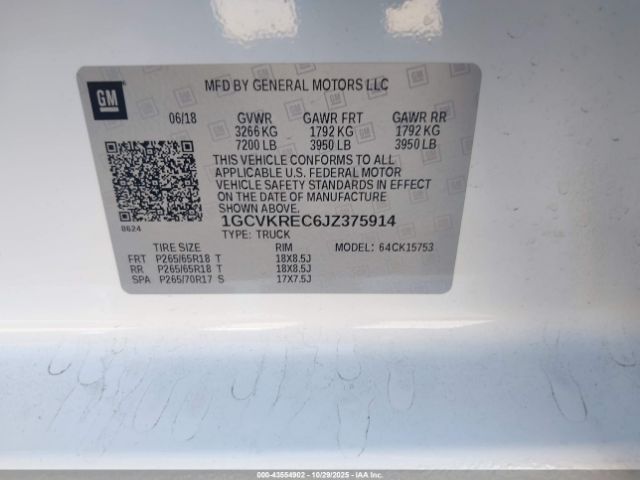 GM
MFD BY GENERAL MOTORS LLC
06/18 GVWR GAWR FRT GAWR RR
3266 KG 1792 KG 1792 KG
7200 LB 3950 LB 3950 LB
THIS VEHICLE CONFORMS TO ALL
APPLICABLE U.S. FEDERAL MOTOR
VEHICLE SAFETY STANDARDS IN EFFECT
ON THE DATE OF MANUFACTURE
SHOWN ABOVE.
0624 1GCVKREC6JZ375914
TYPE: TRUCK
TIRE SIZE RIM MODEL: 64CK15753
FRT P265/65R18 T 18X8.5J
RR P265/65R18 T 18X8.5J
SPA P265/70R17 S 17X7.5J
000-43554902 - 10/29/2025 - IAAI.COM